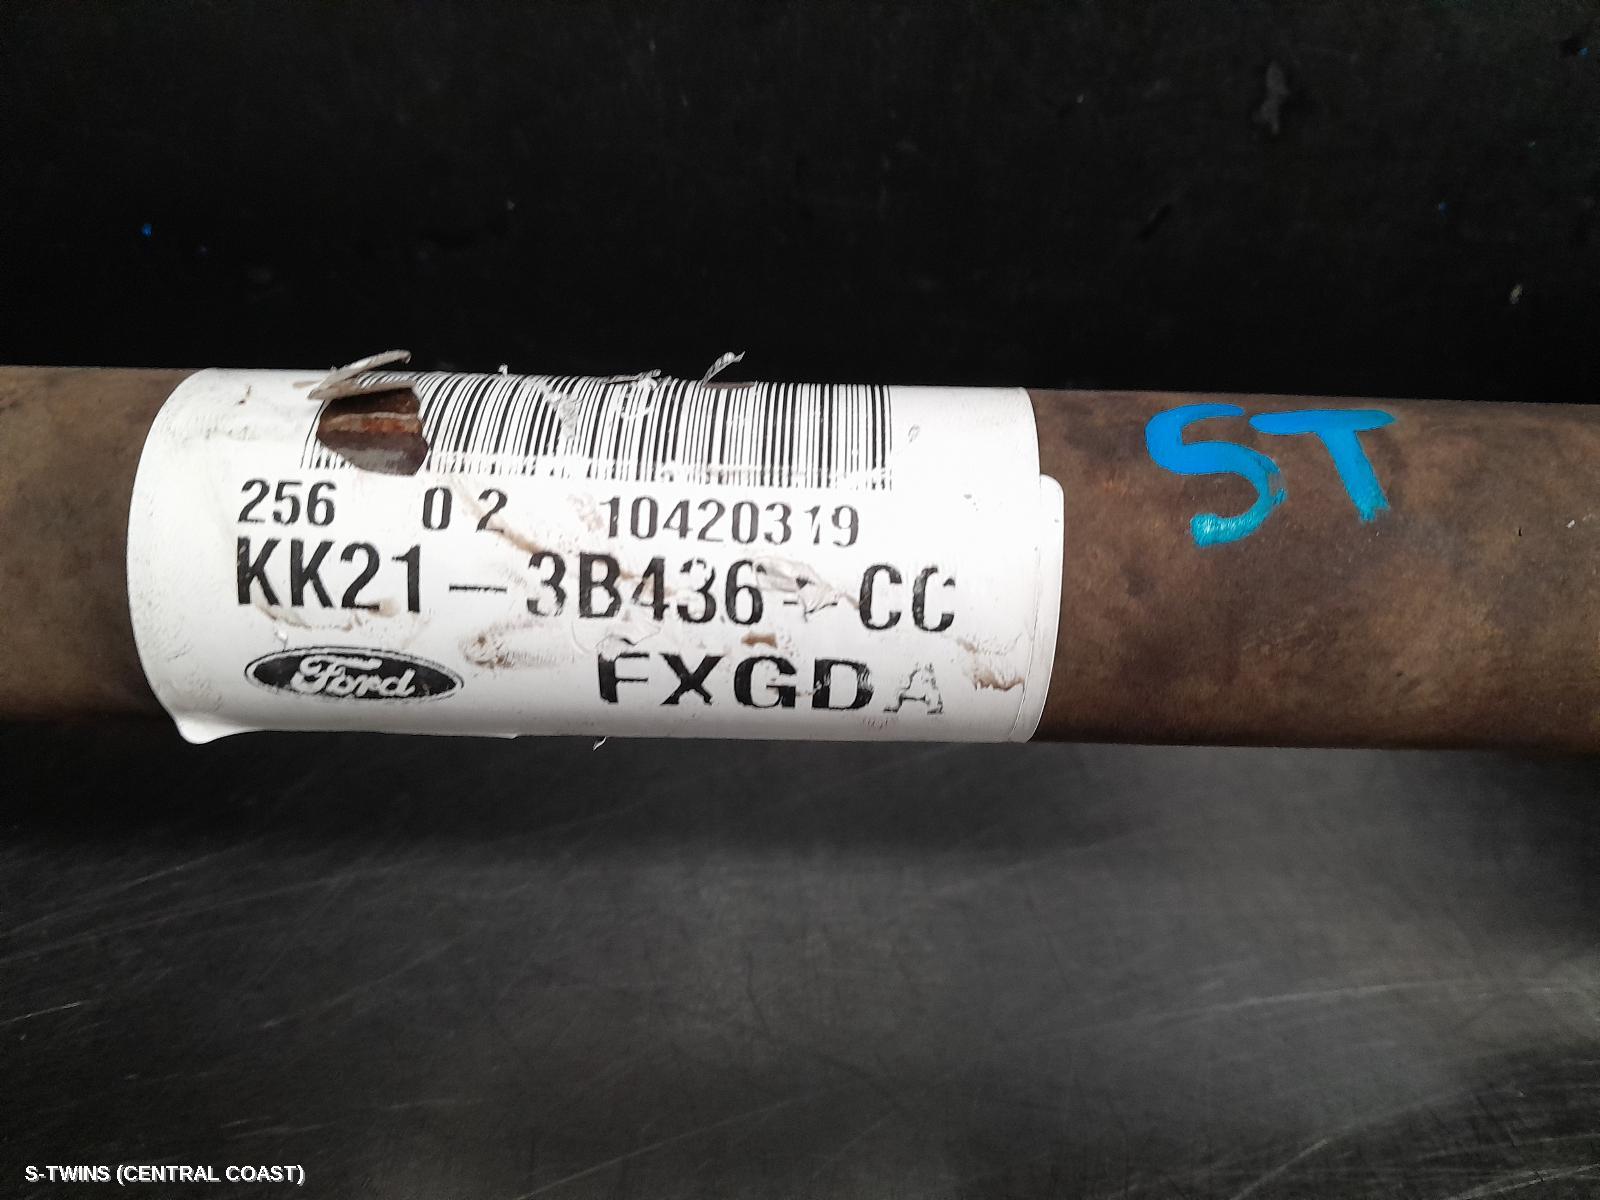 256 02 10420319
KK21-3B436-CC
Ford FXGDA
ST
S-TWINS (CENTRAL COAST)